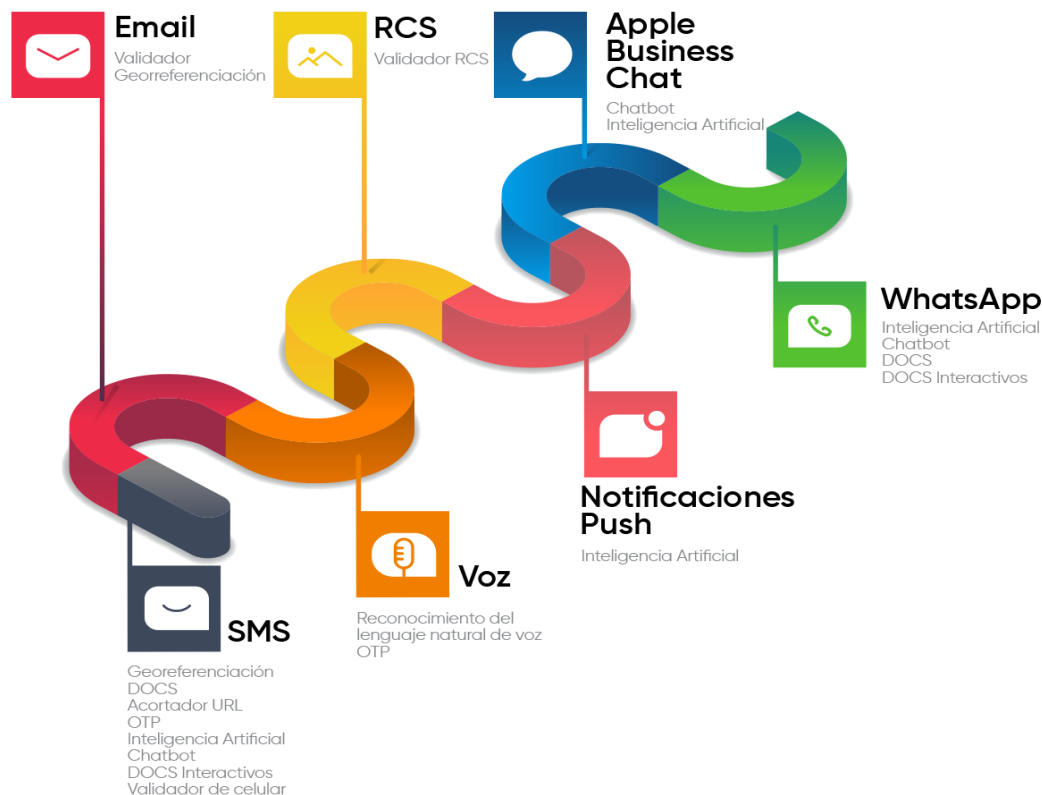 Email
Validador
Georreferenciación
RCS
Validador RCS
Apple
Business
Chat
Chatbot
Inteligencia Artificial
WhatsApp
Inteligencia Artificial
Chatbot
DOCS
DOCS Interactivos
Notificaciones
Push
Inteligencia Artificial
Voz
Reconocimiento del
lenguaje natural de voz
OTP
SMS
Georeferenciación
DOCS
Acortador URL
OTP
Inteligencia Artificial
Chatbot
DOCS Interactivos
Validador de celular